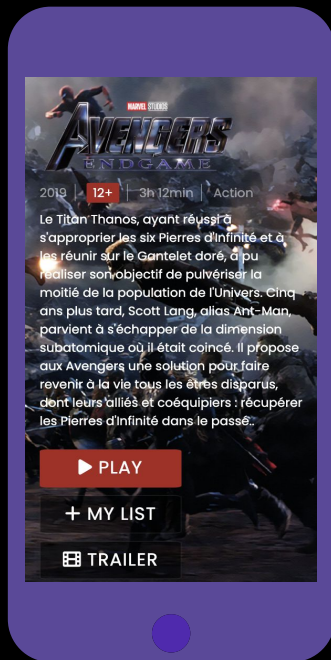 MARVEL STUDIOS
AVENGERS
ENDGAME
2019 | 12+ | 3h 12min | Action
Le Titan Thanos, ayant réussi à
s'approprier les six Pierres d'Infinité et à
les réunir sur le Gantelet doré, a pu
réaliser son objectif de pulvériser la
moitié de la population de l'Univers. Cinq
ans plus tard, Scott Lang, alias Ant-Man,
parvient à s'échapper de la dimension
subatomique où il était coincé. Il propose
aux Avengers une solution pour faire
revenir à la vie tous les êtres disparus,
dont leurs alliés et coéquipiers : récupérer
les Pierres d'Infinité dans le passé..
PLAY
+ MY LIST
TRAILER